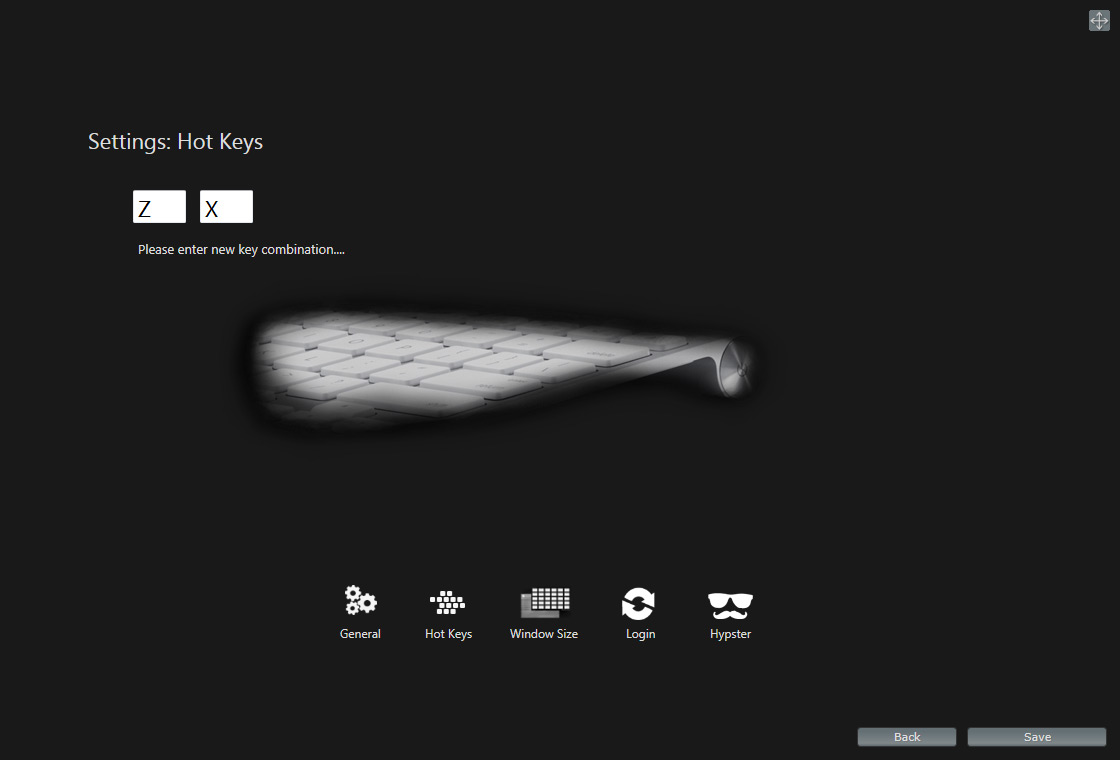 Settings: Hot Keys
Z X
Please enter new key combination....
General Hot Keys Window Size Login Hypster
Back Save